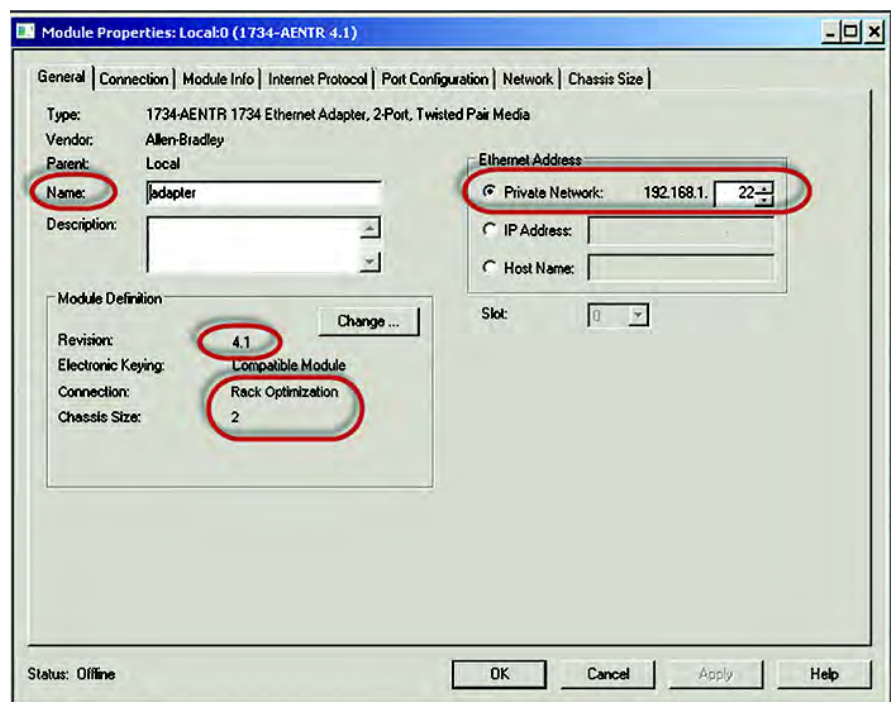 Module Properties: Local:0 (1734-AENTR 4.1)
General Connection Module Info Internet Protocol Port Configuration Network Chassis Size
Type: 1734-AENTR 1734 Ethernet Adapter, 2-Port, Twisted Pair Media
Vendor: Allen-Bradley
Parent: Local
Name: adapter
Description:
Ethernet Address
Private Network: 192.168.1. 22
IP Address:
Host Name:
Slot: 0
Module Definition
Change ...
Revision: 4.1
Electronic Keying: Compatible Module
Connection: Rack Optimization
Chassis Size: 2
Status: Offline
OK Cancel Apply Help